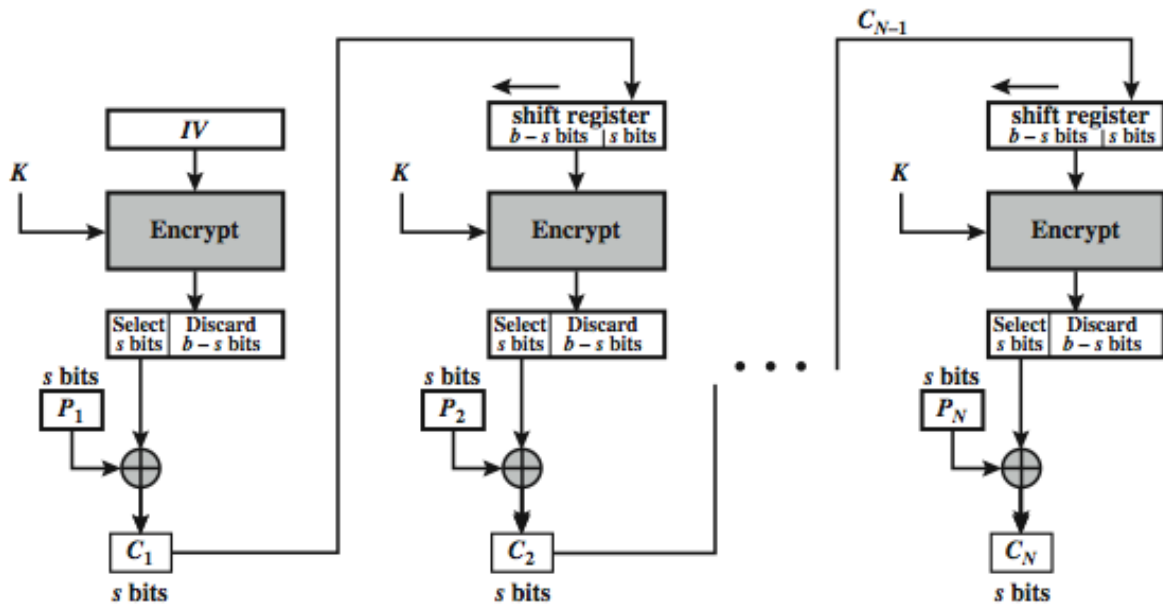 C_{N-1}
IV
shift register
b – s bits | s bits
shift register
b – s bits | s bits
K
Encrypt
K
Encrypt
K
Encrypt
Select
s bits
Discard
b – s bits
Select
s bits
Discard
b – s bits
Select
s bits
Discard
b – s bits
s bits
P_1
s bits
P_2
• • •
s bits
P_N
C_1
s bits
C_2
s bits
C_N
s bits